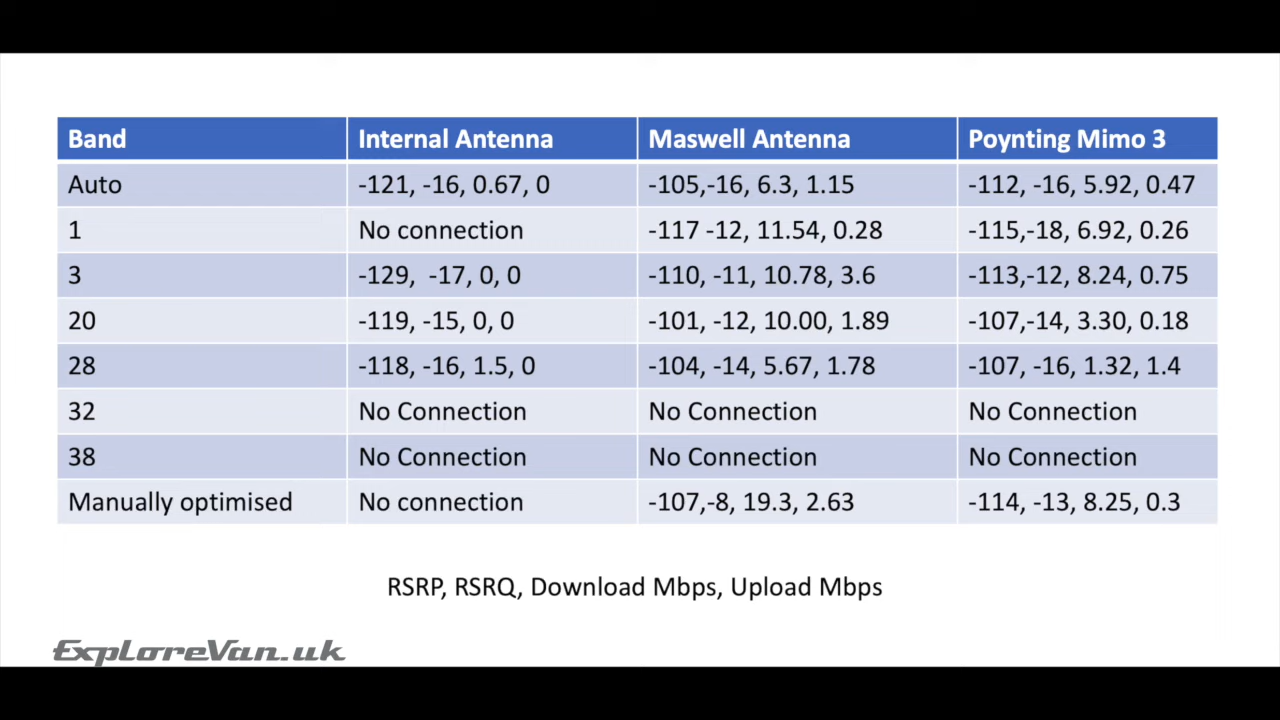 Band Internal Antenna Maswell Antenna Poynting Mimo 3
Auto -121, -16, 0.67, 0 -105,-16, 6.3, 1.15 -112, -16, 5.92, 0.47
1 No connection -117 -12, 11.54, 0.28 -115,-18, 6.92, 0.26
3 -129, -17, 0, 0 -110, -11, 10.78, 3.6 -113,-12, 8.24, 0.75
20 -119, -15, 0, 0 -101, -12, 10.00, 1.89 -107,-14, 3.30, 0.18
28 -118, -16, 1.5, 0 -104, -14, 5.67, 1.78 -107, -16, 1.32, 1.4
32 No Connection No Connection No Connection
38 No Connection No Connection No Connection
Manually optimised No connection -107,-8, 19.3, 2.63 -114, -13, 8.25, 0.3
RSRP, RSRQ, Download Mbps, Upload Mbps
ExploreVan.uk